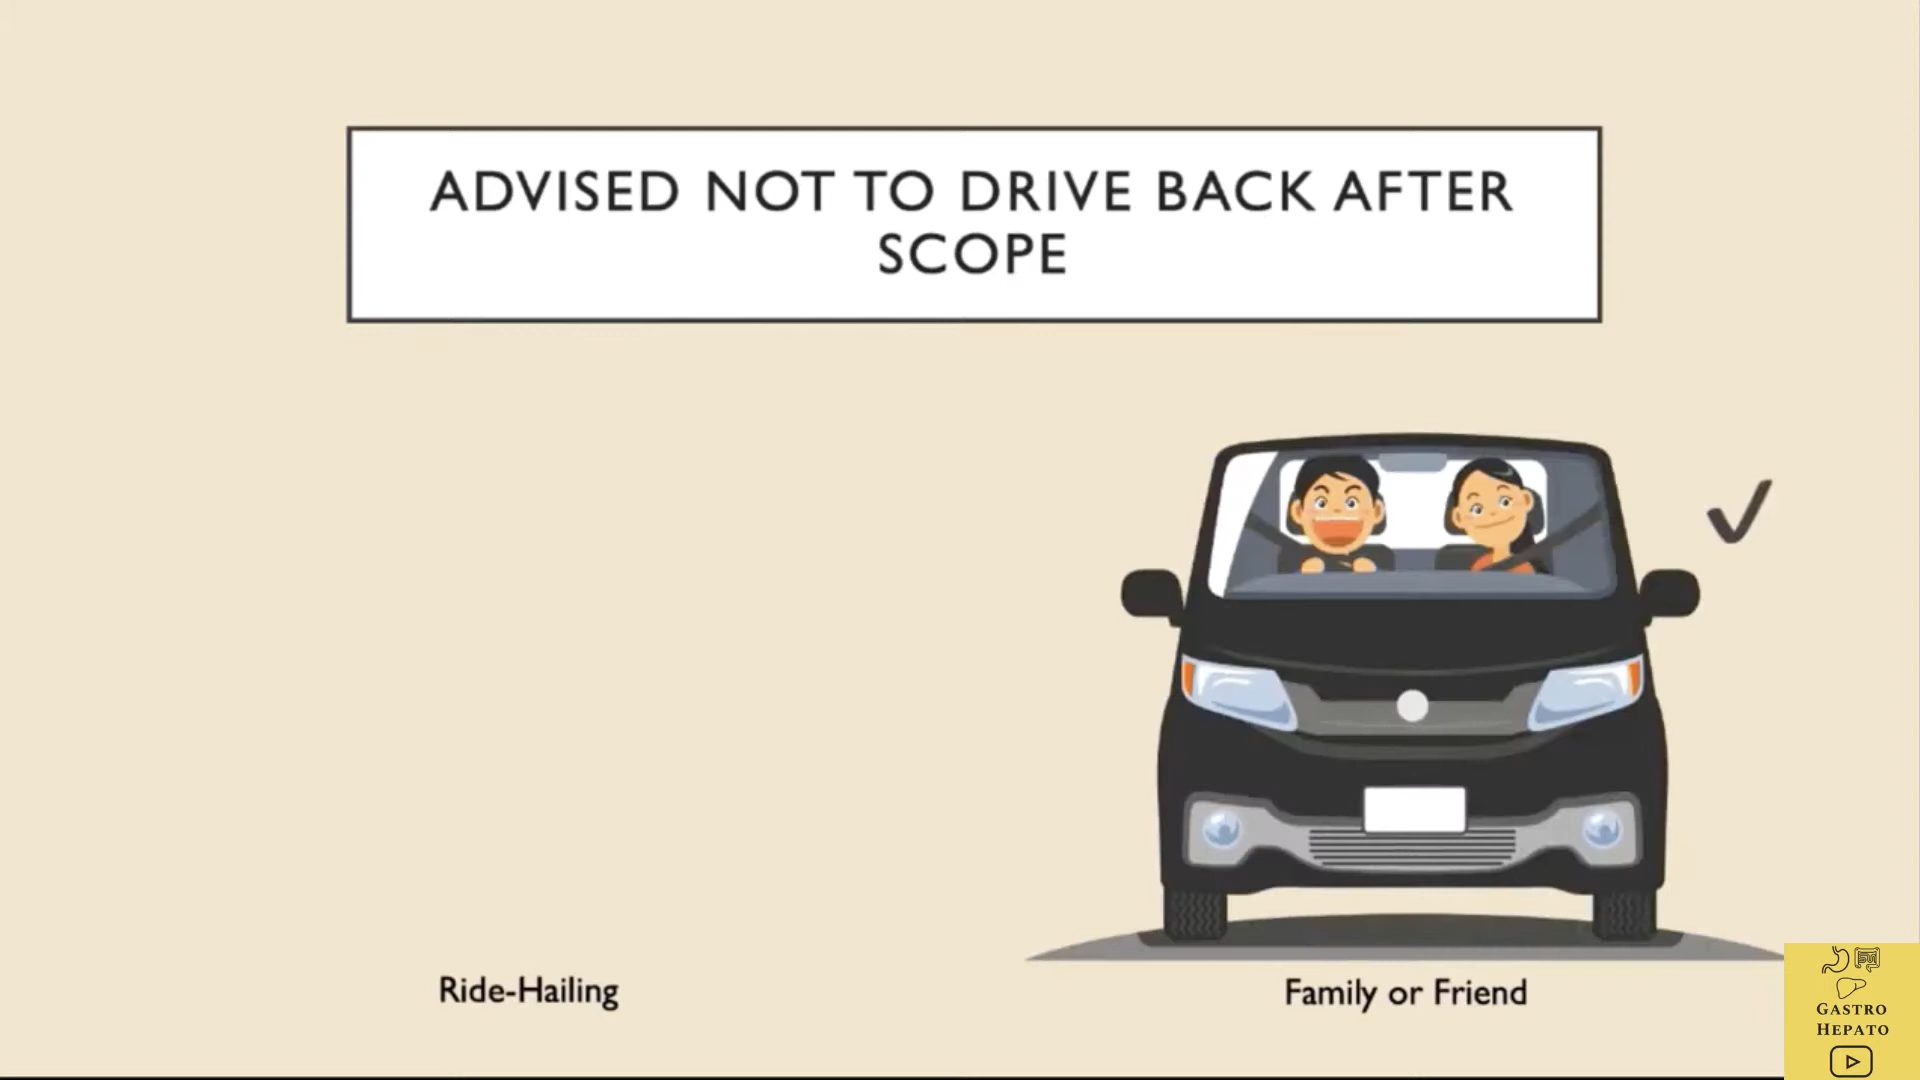 ADVISED NOT TO DRIVE BACK AFTER
SCOPE
Ride-Hailing
Family or Friend
GASTRO
HEPATO